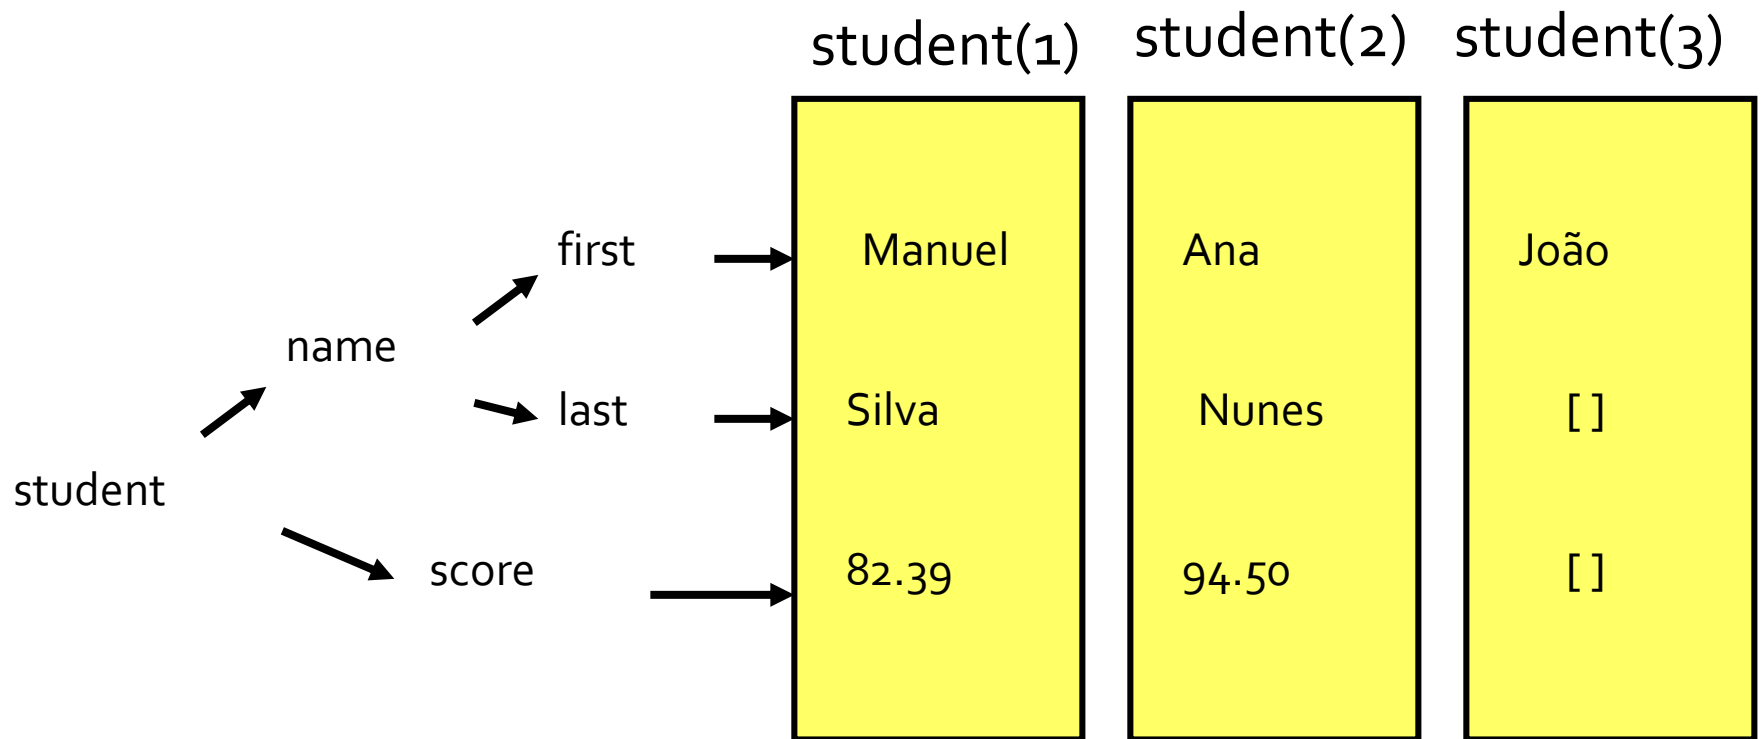 student(1) student(2) student(3)
first Manuel Ana João
name
last Silva Nunes [ ]
student
score 82.39 94.50 [ ]